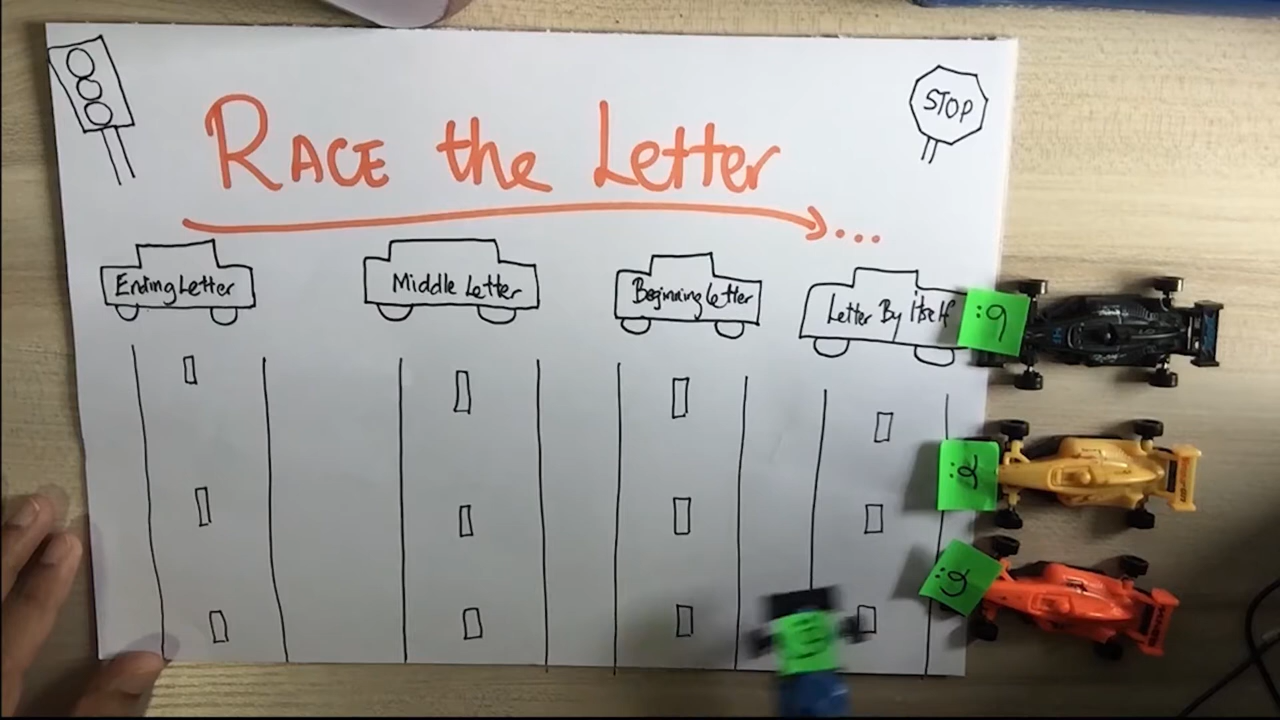 RACE the Letter
STOP
Ending Letter
Middle Letter
Beginning Letter
Letter By Itself